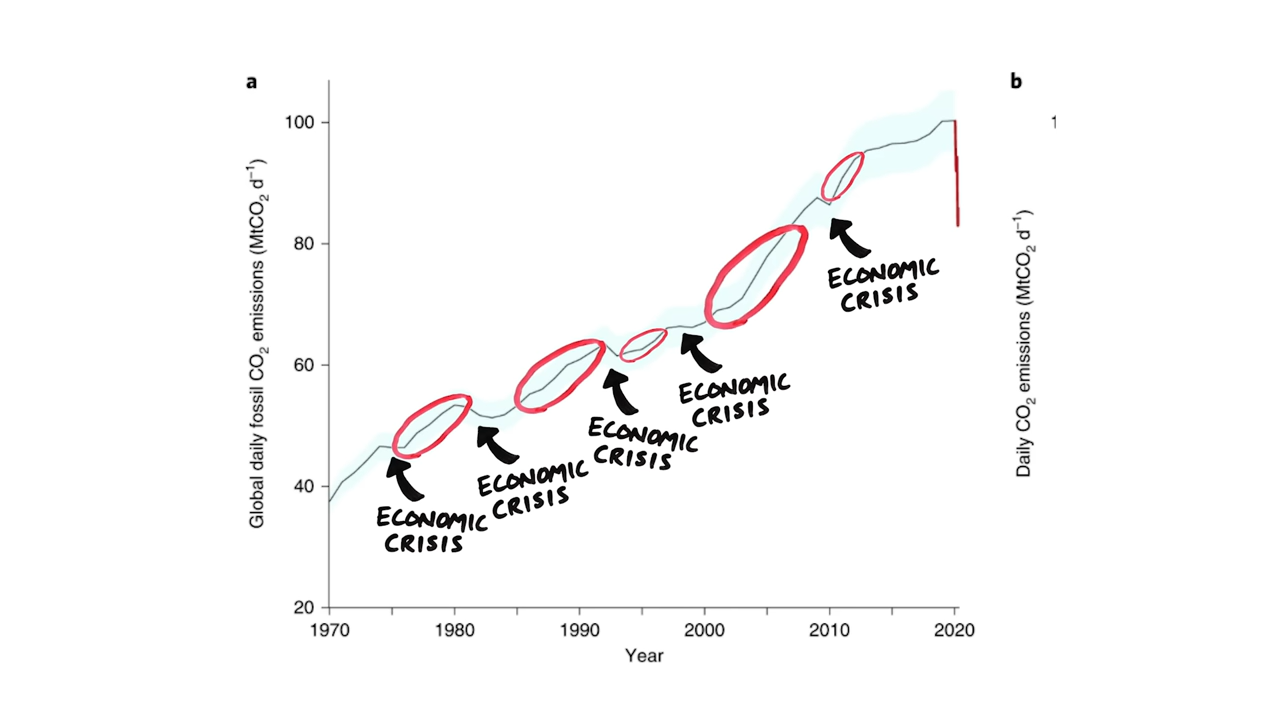 a
b
100
80
60
40
20
1970
1980
1990
2000
2010
2020
Year
Global daily fossil CO₂ emissions (MtCO₂ d⁻¹)
ECONOMIC
CRISIS
ECONOMIC
CRISIS
ECONOMIC
CRISIS
ECONOMIC
CRISIS
ECONOMIC
CRISIS
1
Daily CO₂ emissions (MtCO₂ d⁻¹)